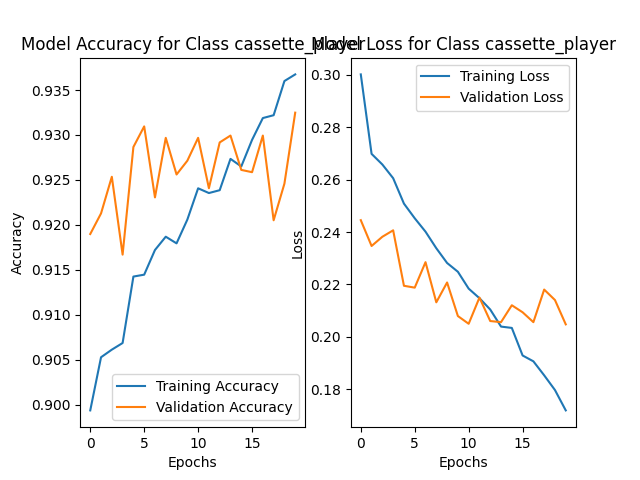 Model Accuracy for Class cassette_player
Model Loss for Class cassette_player
0.935
0.930
0.925
0.920
0.915
0.910
0.905
0.900
Accuracy
Training Accuracy
Validation Accuracy
0 5 10 15
Epochs
0.30
0.28
0.26
0.24
0.22
0.20
0.18
Loss
Training Loss
Validation Loss
0 5 10 15
Epochs